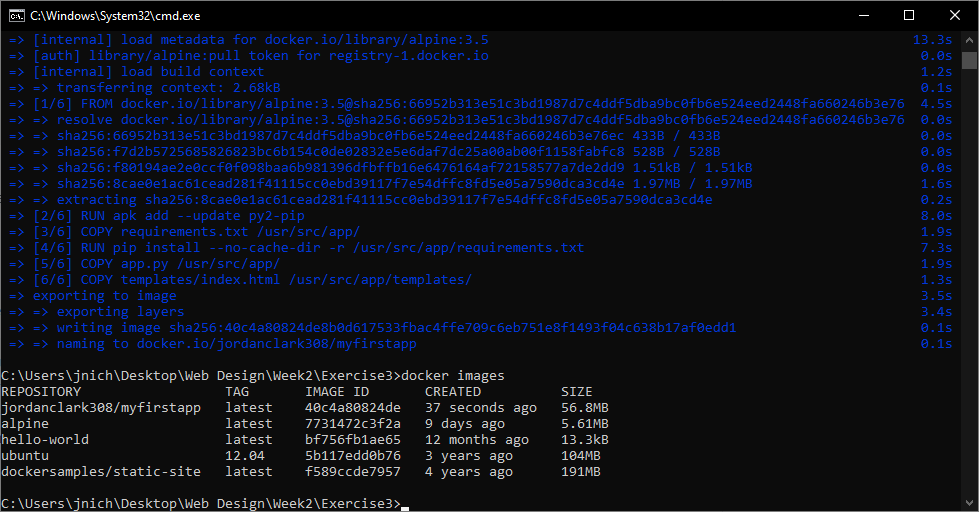 C:\Windows\System32\cmd.exe
=> [internal] load metadata for docker.io/library/alpine:3.5 13.3s
=> [auth] library/alpine:pull token for registry-1.docker.io 0.0s
=> [internal] load build context 1.2s
=> => transferring context: 2.68kB 0.1s
=> [1/6] FROM docker.io/library/alpine:3.5@sha256:66952b313e51c3bd1987d7c4ddf5dba9bc0fb6e524eed2448fa660246b3e76 4.5s
=> => resolve docker.io/library/alpine:3.5@sha256:66952b313e51c3bd1987d7c4ddf5dba9bc0fb6e524eed2448fa660246b3e76 0.0s
=> => sha256:66952b313e51c3bd1987d7c4ddf5dba9bc0fb6e524eed2448fa660246b3e76ec 433B / 433B 0.0s
=> => sha256:f7d2b5725685826823bc6b154c0de02832e5e6daf7dc25a00ab00f1158fabfc8 528B / 528B 0.0s
=> => sha256:f80194ae2e0ccf0f098baa6b981396dfbffb16e6476164af72158577a7de2dd9 1.51kB / 1.51kB 0.0s
=> => sha256:8cae0e1ac61cead281f41115cc0ebd39117f7e54dffc8fd5e05a7590dca3cd4e 1.97MB / 1.97MB 1.6s
=> => extracting sha256:8cae0e1ac61cead281f41115cc0ebd39117f7e54dffc8fd5e05a7590dca3cd4e 0.2s
=> [2/6] RUN apk add --update py2-pip 8.0s
=> [3/6] COPY requirements.txt /usr/src/app/ 1.9s
=> [4/6] RUN pip install --no-cache-dir -r /usr/src/app/requirements.txt 7.3s
=> [5/6] COPY app.py /usr/src/app/ 1.9s
=> [6/6] COPY templates/index.html /usr/src/app/templates/ 1.3s
=> exporting to image 3.5s
=> => exporting layers 3.4s
=> => writing image sha256:40c4a80824de8b0d617533fbac4ffe709c6eb751e8f1493f04c638b17af0edd1 0.1s
=> => naming to docker.io/jordanclark308/myfirstapp 0.1s
C:\Users\jnich\Desktop\Web Design\Week2\Exercise3>docker images
REPOSITORY TAG IMAGE ID CREATED SIZE
jordanclark308/myfirstapp latest 40c4a80824de 37 seconds ago 56.8MB
alpine latest 7731472c3f2a 9 days ago 5.61MB
hello-world latest bf756fb1ae65 12 months ago 13.3kB
ubuntu 12.04 5b117edd0b76 3 years ago 104MB
dockersamples/static-site latest f589ccde7957 4 years ago 191MB
C:\Users\jnich\Desktop\Web Design\Week2\Exercise3>